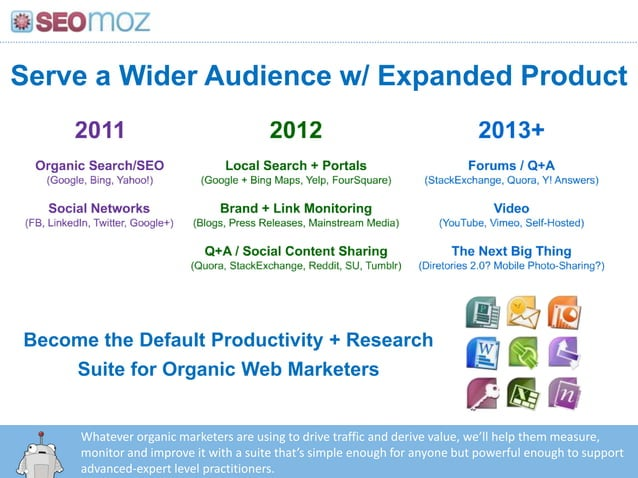 SEOmoz
Serve a Wider Audience w/ Expanded Product
2011
Organic Search/SEO
(Google, Bing, Yahoo!)
Social Networks
(FB, LinkedIn, Twitter, Google+)
2012
Local Search + Portals
(Google + Bing Maps, Yelp, FourSquare)
Brand + Link Monitoring
(Blogs, Press Releases, Mainstream Media)
Q+A / Social Content Sharing
(Quora, StackExchange, Reddit, SU, Tumblr)
2013+
Forums / Q+A
(StackExchange, Quora, Y! Answers)
Video
(YouTube, Vimeo, Self-Hosted)
The Next Big Thing
(Diretories 2.0? Mobile Photo-Sharing?)
Become the Default Productivity + Research
Suite for Organic Web Marketers
Whatever organic marketers are using to drive traffic and derive value, we’ll help them measure,
monitor and improve it with a suite that’s simple enough for anyone but powerful enough to support
advanced-expert level practitioners.